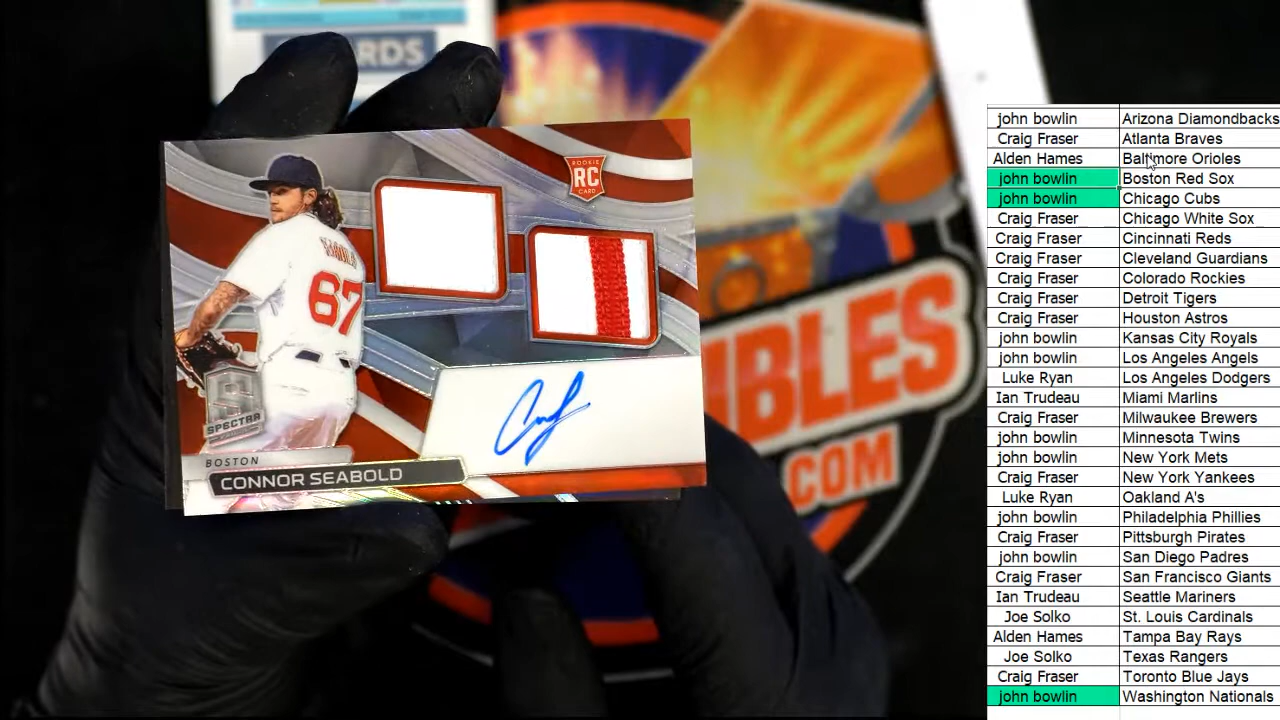 RDS
ROOKIE
RC
CARD
67
SPECTRA
BOSTON
CONNOR SEABOLD
IBLES
.COM
john bowlin Arizona Diamondbacks
Craig Fraser Atlanta Braves
Alden Hames Baltimore Orioles
john bowlin Boston Red Sox
john bowlin Chicago Cubs
Craig Fraser Chicago White Sox
Craig Fraser Cincinnati Reds
Craig Fraser Cleveland Guardians
Craig Fraser Colorado Rockies
Craig Fraser Detroit Tigers
Craig Fraser Houston Astros
john bowlin Kansas City Royals
john bowlin Los Angeles Angels
Luke Ryan Los Angeles Dodgers
Ian Trudeau Miami Marlins
Craig Fraser Milwaukee Brewers
john bowlin Minnesota Twins
john bowlin New York Mets
Craig Fraser New York Yankees
Luke Ryan Oakland A's
john bowlin Philadelphia Phillies
Craig Fraser Pittsburgh Pirates
john bowlin San Diego Padres
Craig Fraser San Francisco Giants
Ian Trudeau Seattle Mariners
Joe Solko St. Louis Cardinals
Alden Hames Tampa Bay Rays
Joe Solko Texas Rangers
Craig Fraser Toronto Blue Jays
john bowlin Washington Nationals